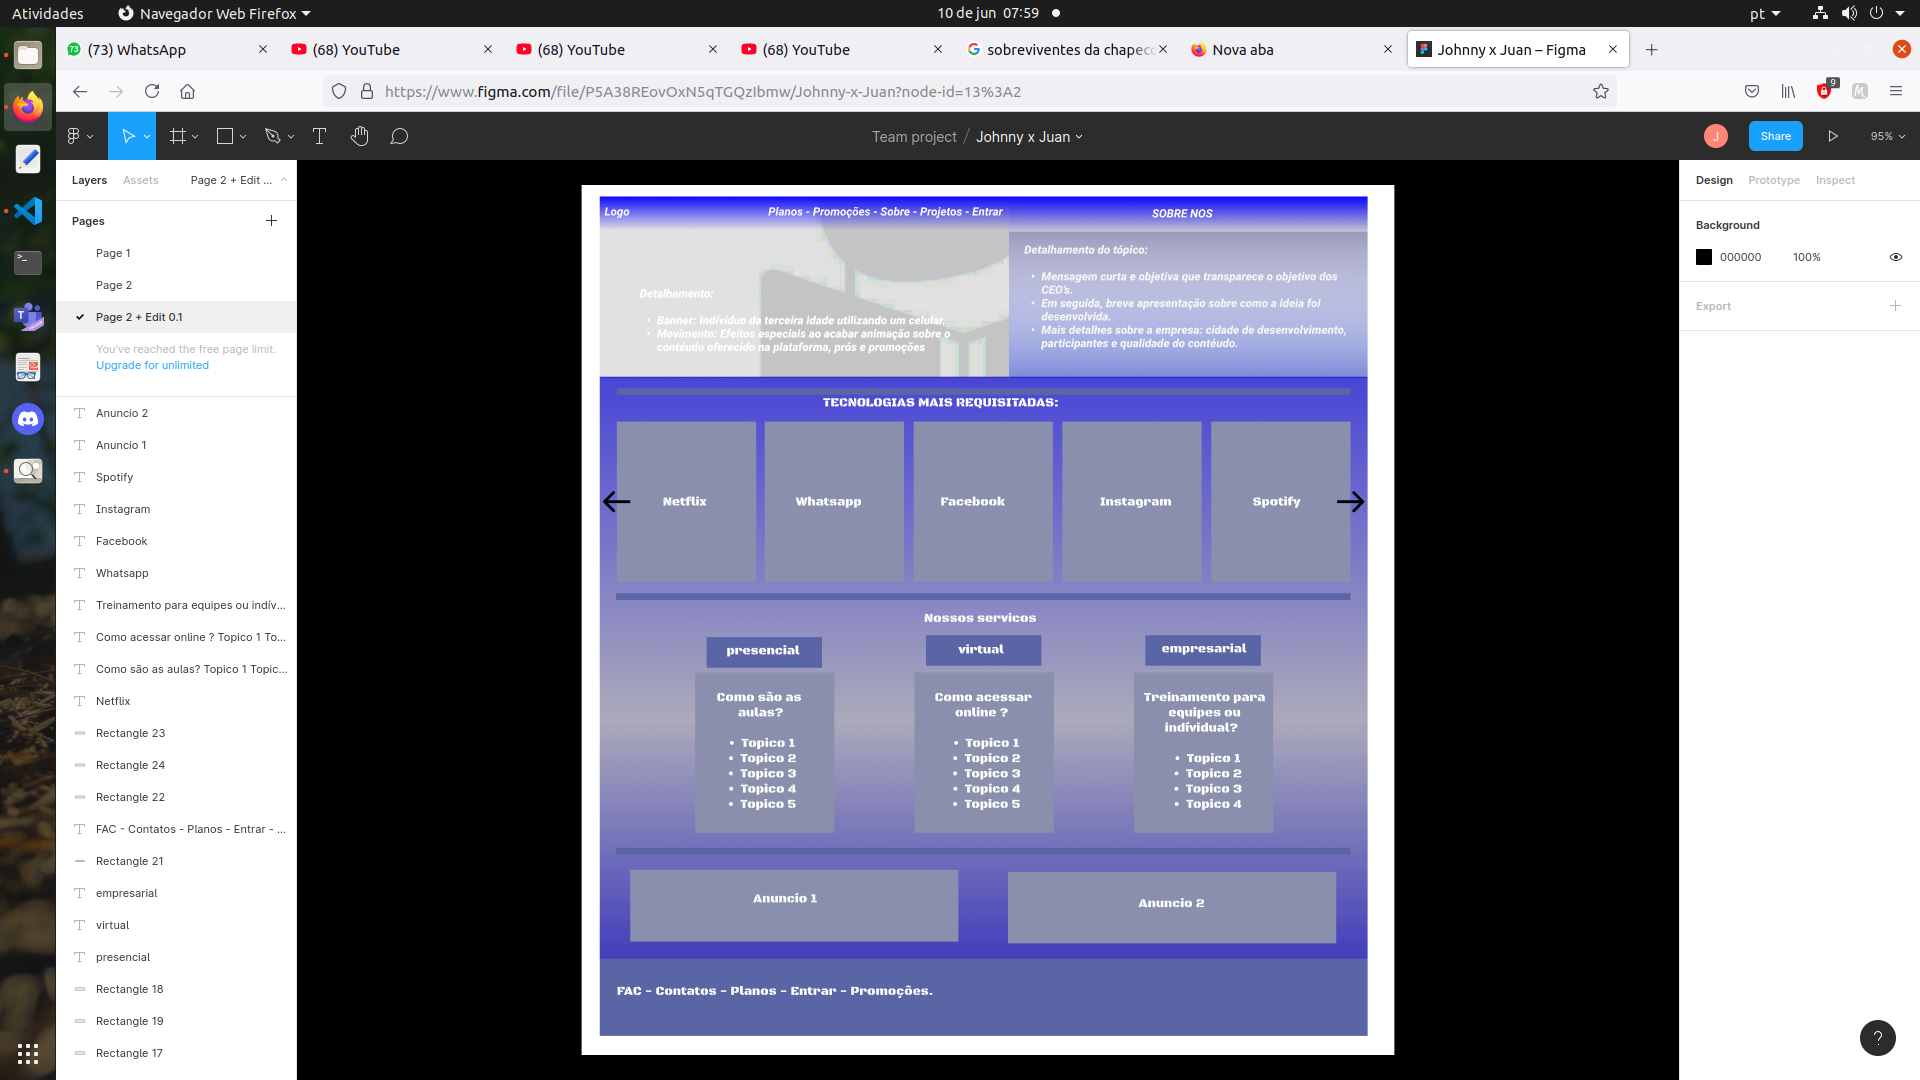 Atividades
Navegador Web Firefox
10 de jun 07:59
pt
(73) WhatsApp
(68) YouTube
(68) YouTube
(68) YouTube
sobreviventes da chapec
Nova aba
Johnny x Juan – Figma
https://www.figma.com/file/P5A38REovOxN5qTGQzIbmw/Johnny-x-Juan?node-id=13%3A2
9
Team project / Johnny x Juan
J
Share
95%
Layers
Assets
Page 2 + Edit ...
Pages
Page 1
Page 2
Page 2 + Edit 0.1
You've reached the free page limit.
Upgrade for unlimited
Anuncio 2
Anuncio 1
Spotify
Instagram
Facebook
Whatsapp
Treinamento para equipes ou indív...
Como acessar online ? Topico 1 To...
Como são as aulas? Topico 1 Topic...
Netflix
Rectangle 23
Rectangle 24
Rectangle 22
FAC - Contatos - Planos - Entrar - ...
Rectangle 21
empresarial
virtual
presencial
Rectangle 18
Rectangle 19
Rectangle 17
Logo
Planos - Promoções - Sobre - Projetos - Entrar
SOBRE NOS
Detalhamento:
• Banner: Individuo da terceira idade utilizando um celular.
• Movimento: Efeitos especiais ao acabar animação sobre o
contéudo oferecido na plataforma, prós e promoções
Detalhamento do tópico:
• Mensagem curta e objetiva que transparece o objetivo dos
CEO's.
• Em seguida, breve apresentação sobre como a ideia foi
desenvolvida.
• Mais detalhes sobre a empresa: cidade de desenvolvimento,
participantes e qualidade do contéudo.
TECNOLOGIAS MAIS REQUISITADAS:
Netflix
Whatsapp
Facebook
Instagram
Spotify
Nossos servicos
presencial
virtual
empresarial
Como são as
aulas?
• Topico 1
• Topico 2
• Topico 3
• Topico 4
• Topico 5
Como acessar
online ?
• Topico 1
• Topico 2
• Topico 3
• Topico 4
• Topico 5
Treinamento para
equipes ou
indívidual?
• Topico 1
• Topico 2
• Topico 3
• Topico 4
Anuncio 1
Anuncio 2
FAC - Contatos - Planos - Entrar - Promoções.
Design
Prototype
Inspect
Background
000000
100%
Export
?